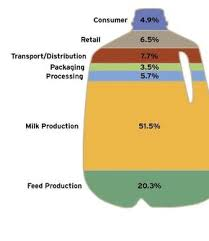 Consumer 4.9%
Retail 6.5%
Transport/Distribution 7.7%
Packaging 3.5%
Processing 5.7%
Milk Production 51.5%
Feed Production 20.3%